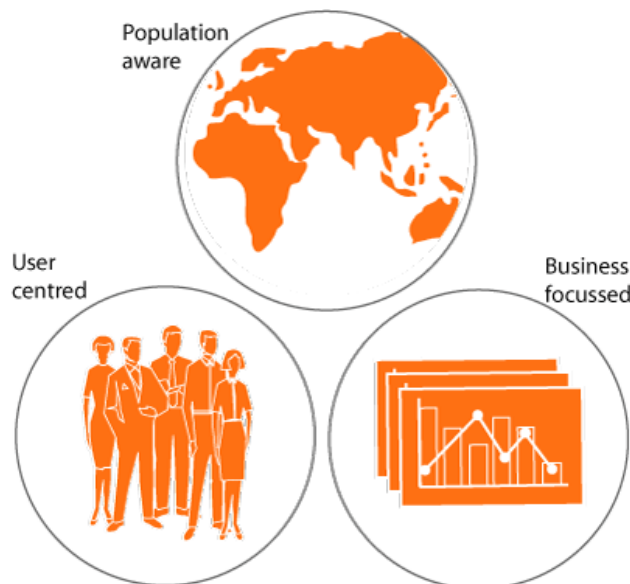 Population
aware
User
centred
Business
focussed